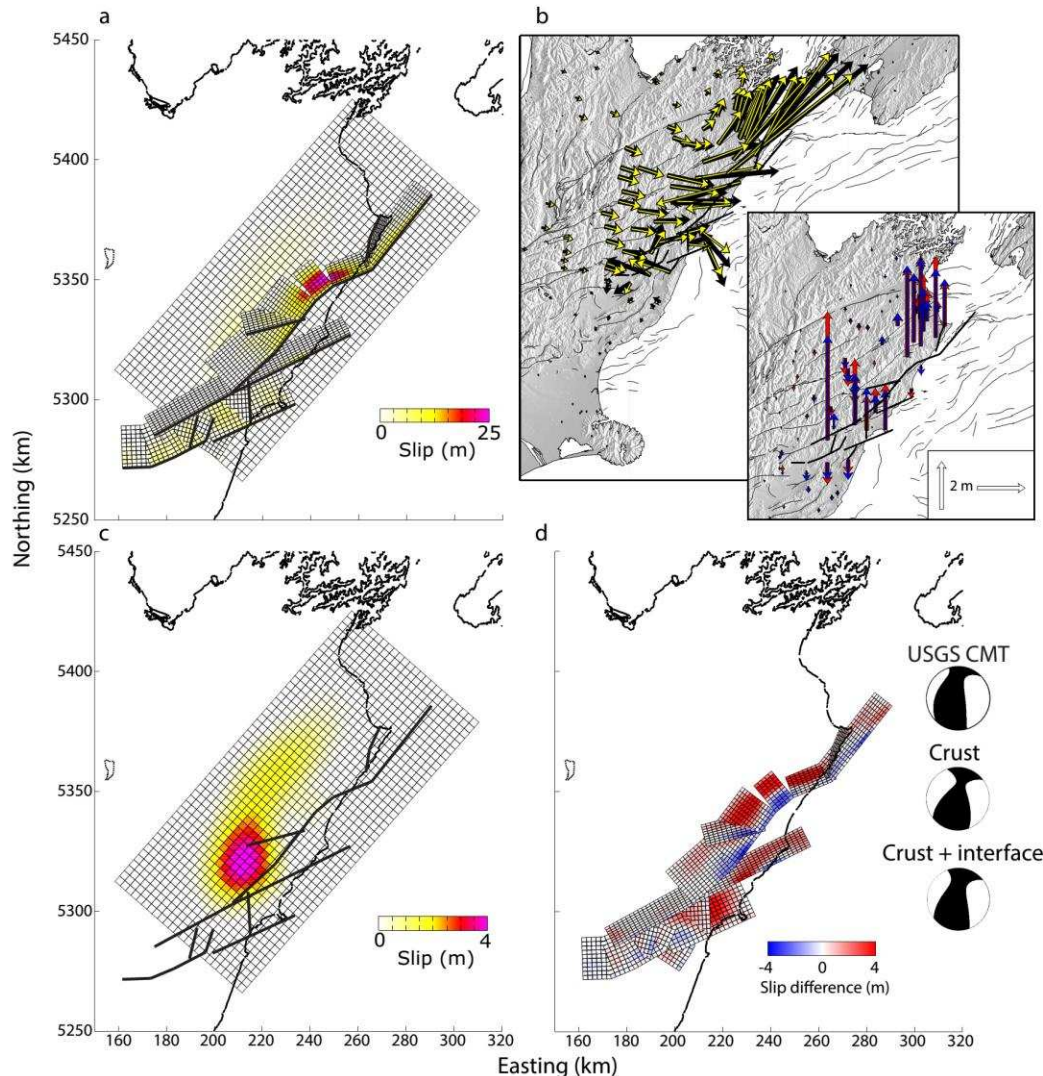 a
b
5450
5400
5350
5300
5250
0
25
Slip (m)
2 m
Northing (km)
c
d
5450
5400
5350
5300
5250
0
4
Slip (m)
USGS CMT
Crust
Crust + interface
-4
0
4
Slip difference (m)
160 180 200 220 240 260 280 300 320
160 180 200 220 240 260 280 300 320
Easting (km)